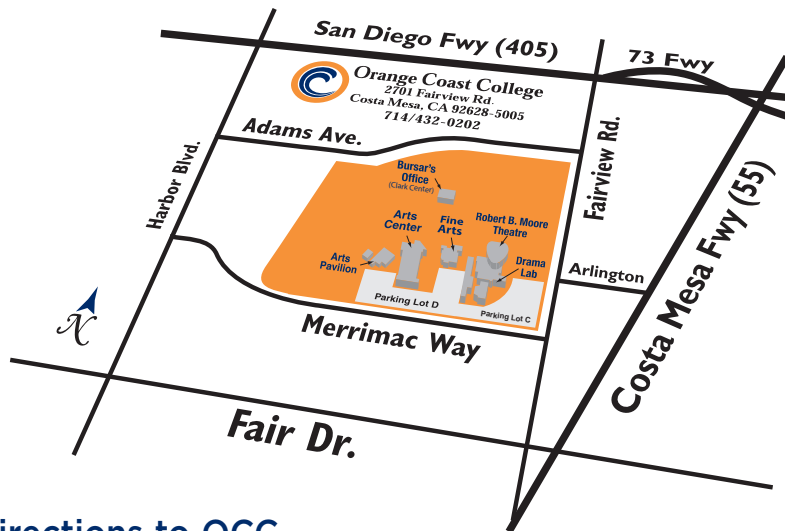 San Diego Fwy (405)
73 Fwy
Orange Coast College
2701 Fairview Rd.
Costa Mesa, CA 92628-5005
714/432-0202
Adams Ave.
Harbor Blvd.
Fairview Rd.
Costa Mesa Fwy (55)
Bursar's
Office
(Clark Center)
Arts
Center
Fine
Arts
Robert B. Moore
Theatre
Arts
Pavilion
Drama
Lab
Arlington
Parking Lot D
Parking Lot C
N
Merrimac Way
Fair Dr.
to OCC